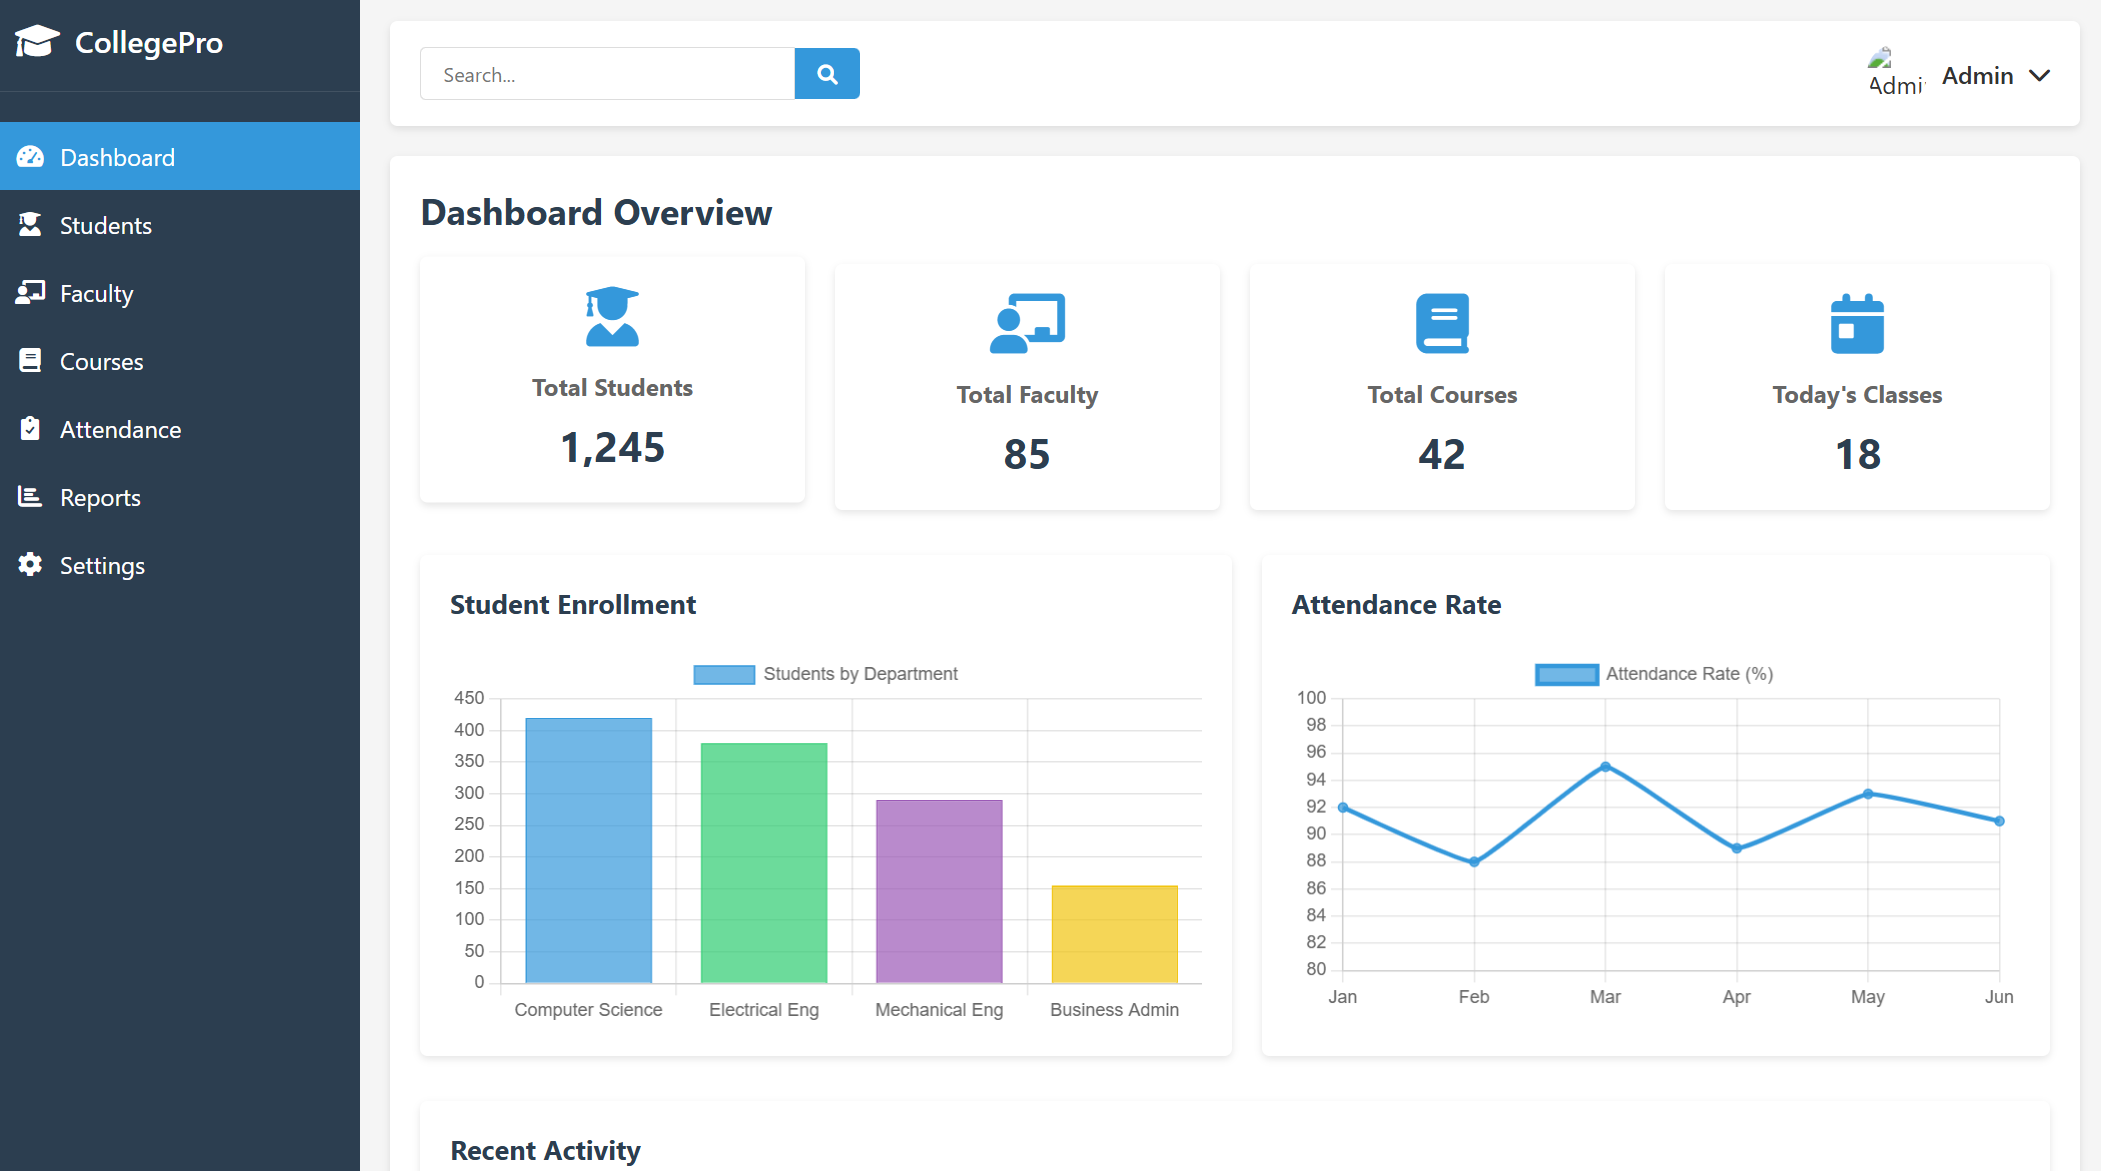 CollegePro
Dashboard
Students
Faculty
Courses
Attendance
Reports
Settings
Search...
Admi
Admin
Dashboard Overview
Total Students
1,245
Total Faculty
85
Total Courses
42
Today's Classes
18
Student Enrollment
Students by Department
450
400
350
300
250
200
150
100
50
0
Computer Science
Electrical Eng
Mechanical Eng
Business Admin
Attendance Rate
Attendance Rate (%)
100
98
96
94
92
90
88
86
84
82
80
Jan
Feb
Mar
Apr
May
Jun
Recent Activity